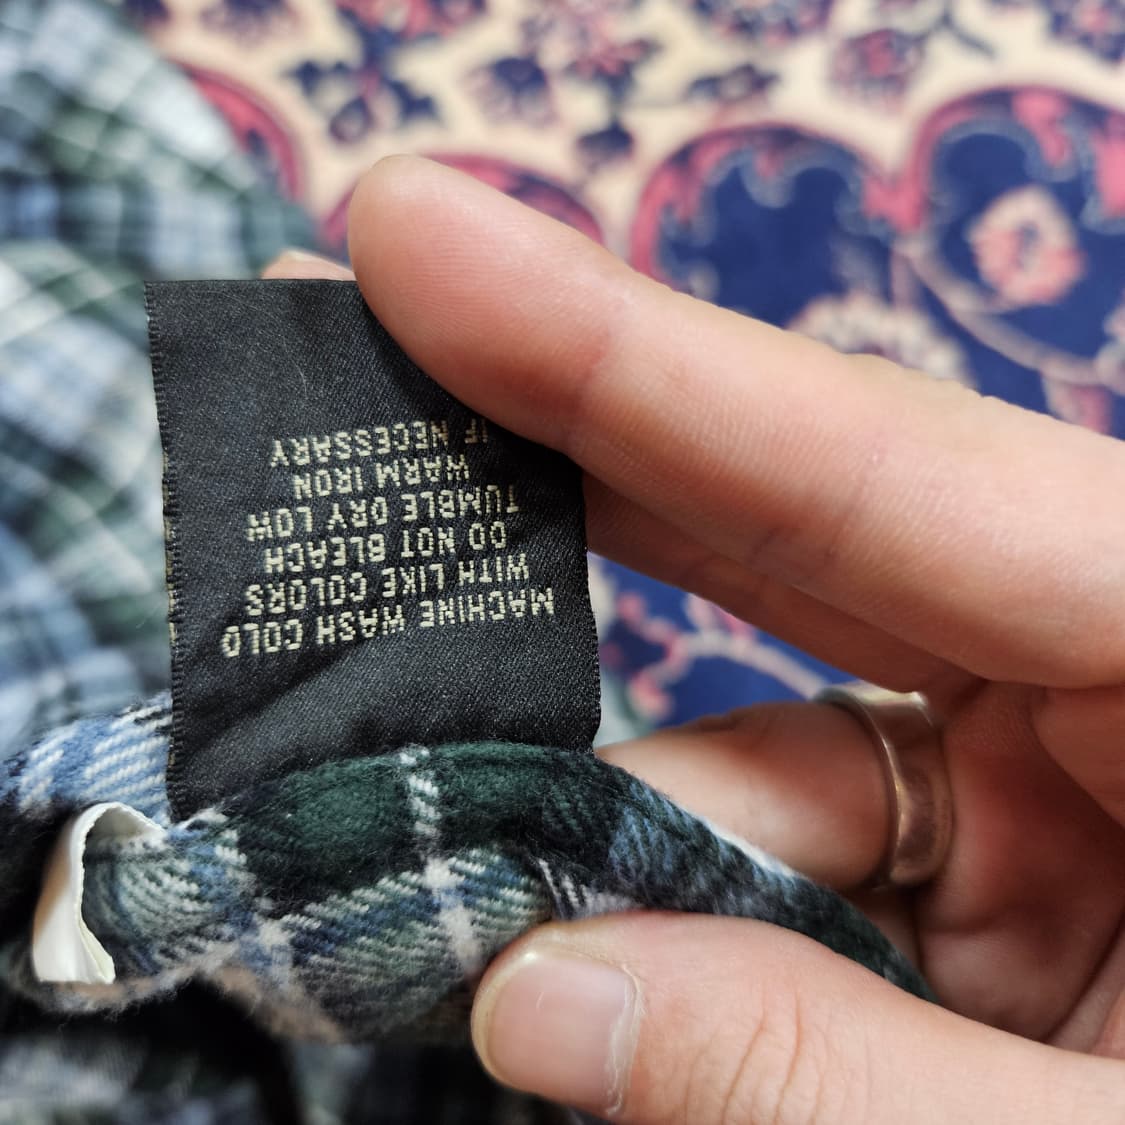 MACHINE WASH COLD
WITH LIKE COLORS
DO NOT BLEACH
TUMBLE DRY LOW
WARM IRON
IF NECESSARY